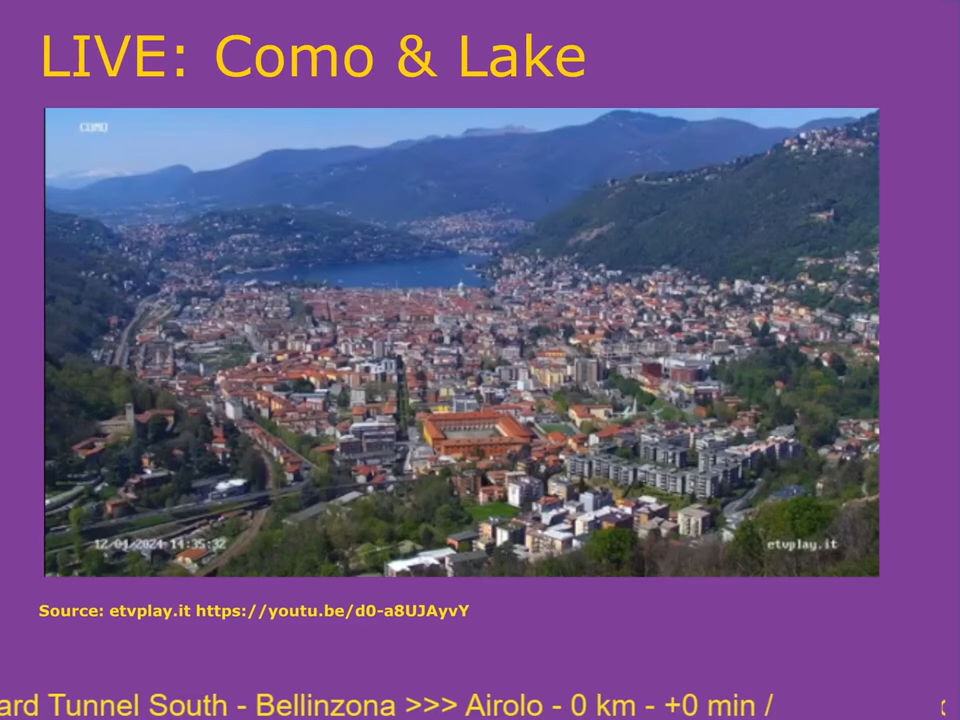 LIVE: Como & Lake
COMO
12-04-2024 14:35:32
etvplay.it
Source: etvplay.it https://youtu.be/d0-a8UJAyvY
ard Tunnel South - Bellinzona >>> Airolo - 0 km - +0 min /